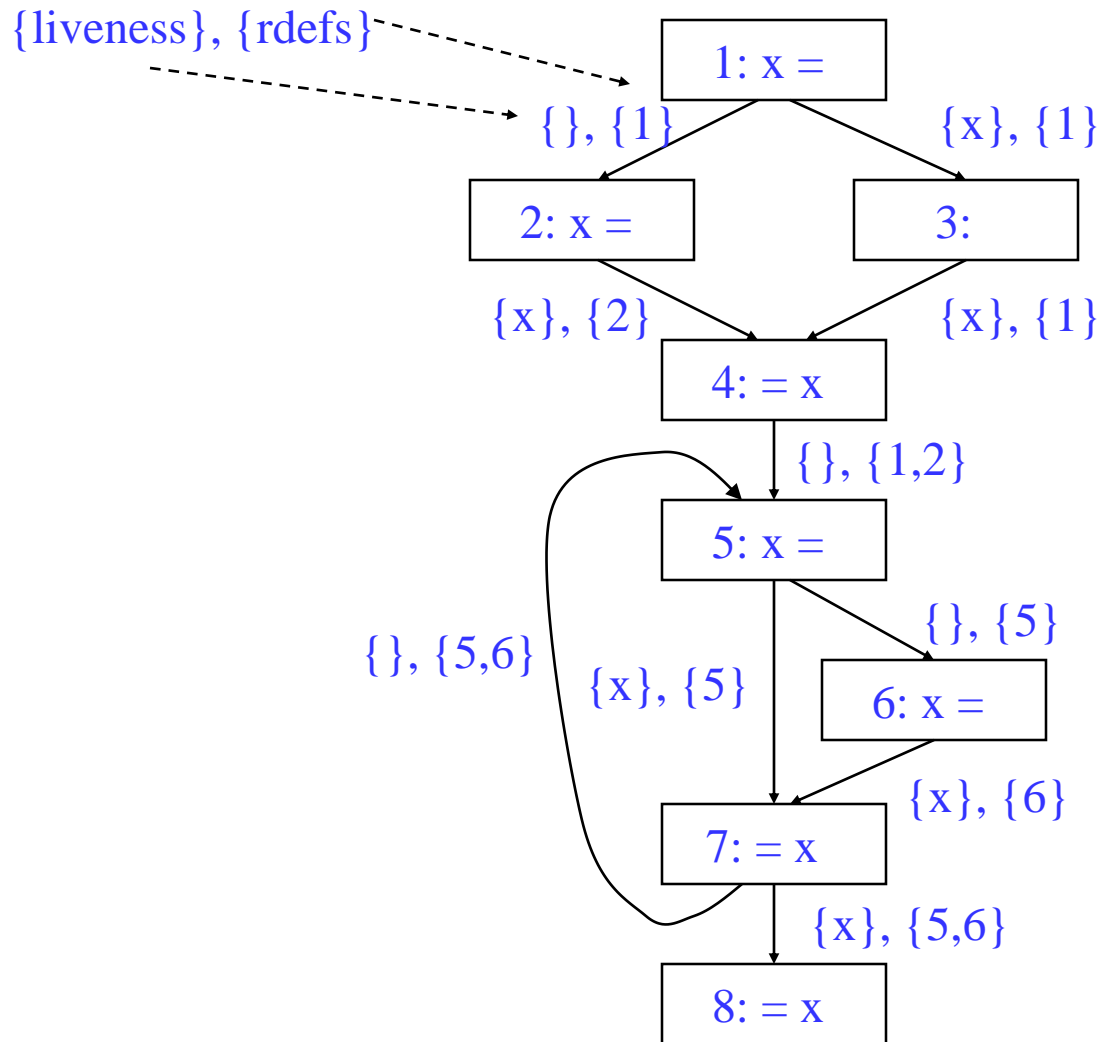 {liveness}, {rdefs}
1: x =
{}, {1}
{x}, {1}
2: x =
3:
{x}, {2}
{x}, {1}
4: = x
{}, {1,2}
5: x =
{}, {5}
{}, {5,6}
{x}, {5}
6: x =
{x}, {6}
7: = x
{x}, {5,6}
8: = x